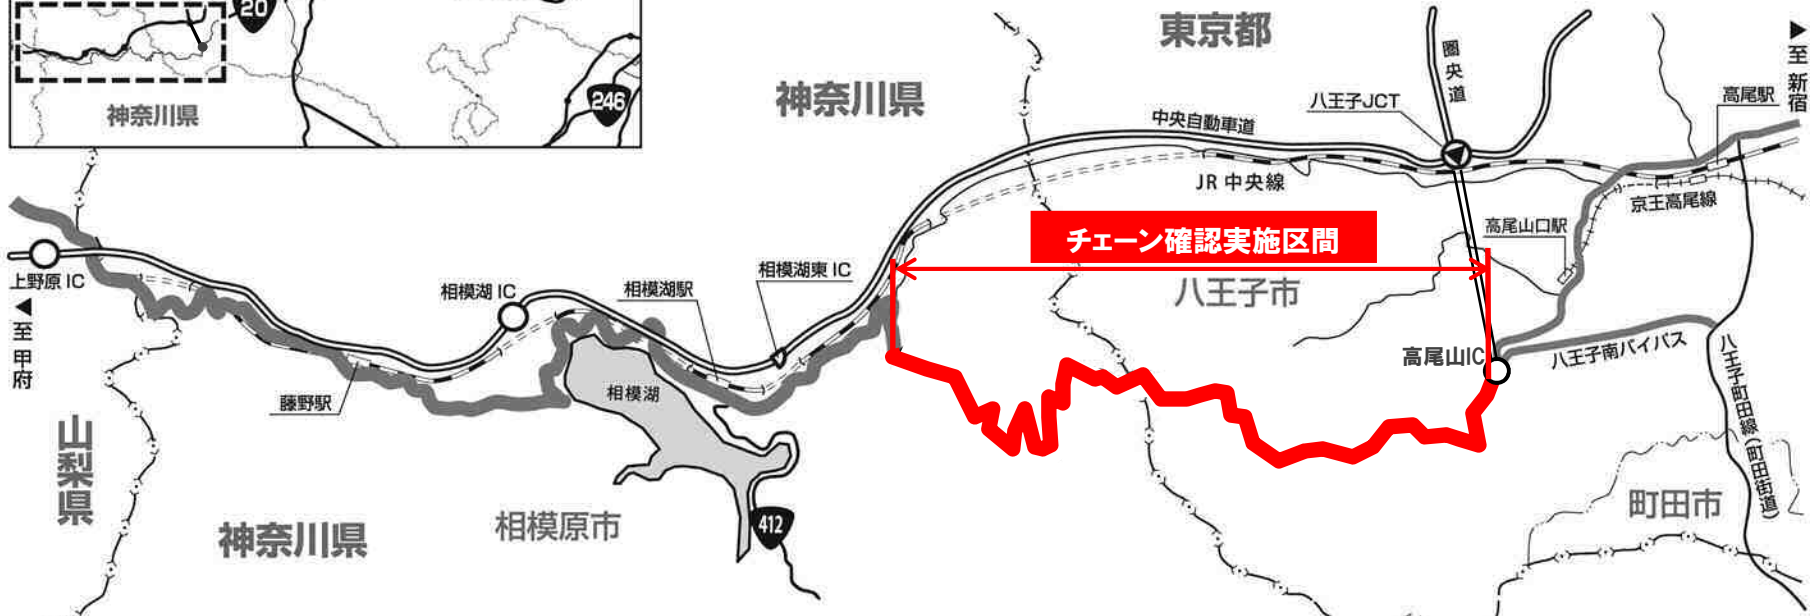 20
246
神奈川県
東京都
神奈川県
圏央道
▶至 新宿
高尾駅
八王子JCT
中央自動車道
JR 中央線
京王高尾線
高尾山口駅
チェーン確認実施区間
八王子市
上野原 IC
◀至 甲府
相模湖 IC
相模湖駅
相模湖東 IC
高尾山IC
八王子南バイパス
八王子町田線(町田街道)
藤野駅
相模湖
山梨県
神奈川県
相模原市
412
町田市